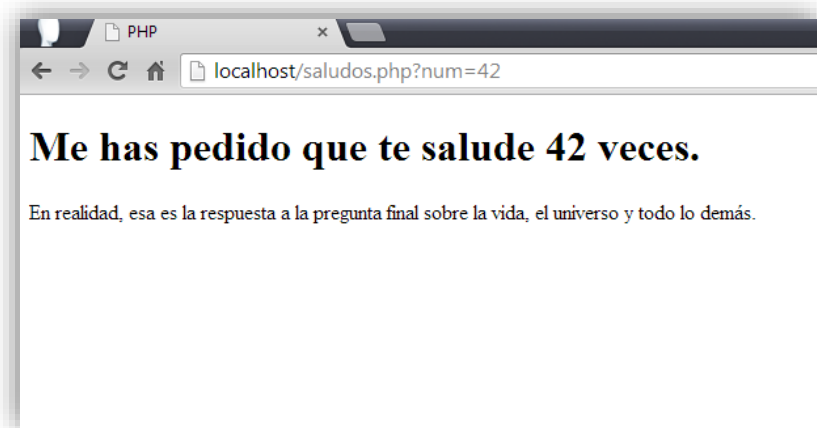 PHP
localhost/saludos.php?num=42
Me has pedido que te salude 42 veces.
En realidad, esa es la respuesta a la pregunta final sobre la vida, el universo y todo lo demás.